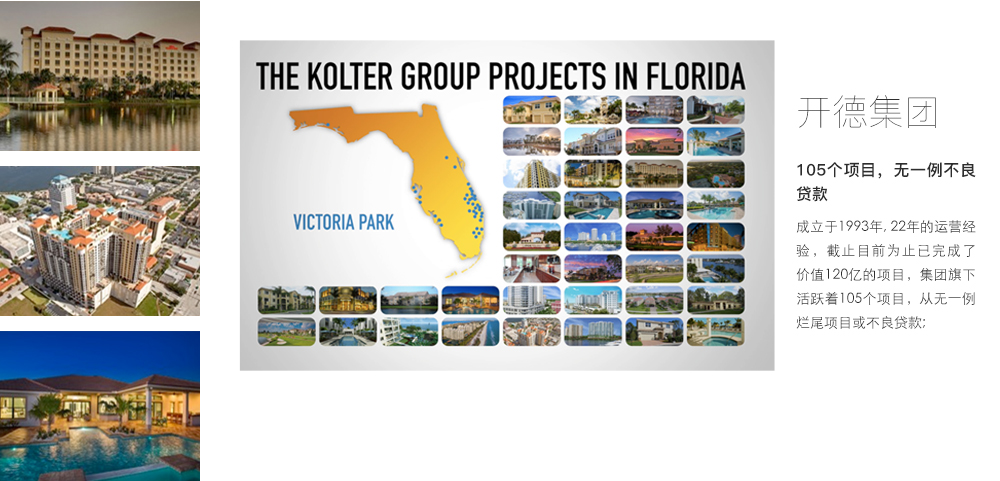 THE KOLTER GROUP PROJECTS IN FLORIDA
VICTORIA PARK
开德集团
105个项目，无一例不良
贷款
成立于1993年, 22年的运营经
验，截止目前为止已完成了
价值120亿的项目，集团旗下
活跃着105个项目，从无一例
烂尾项目或不良贷款;